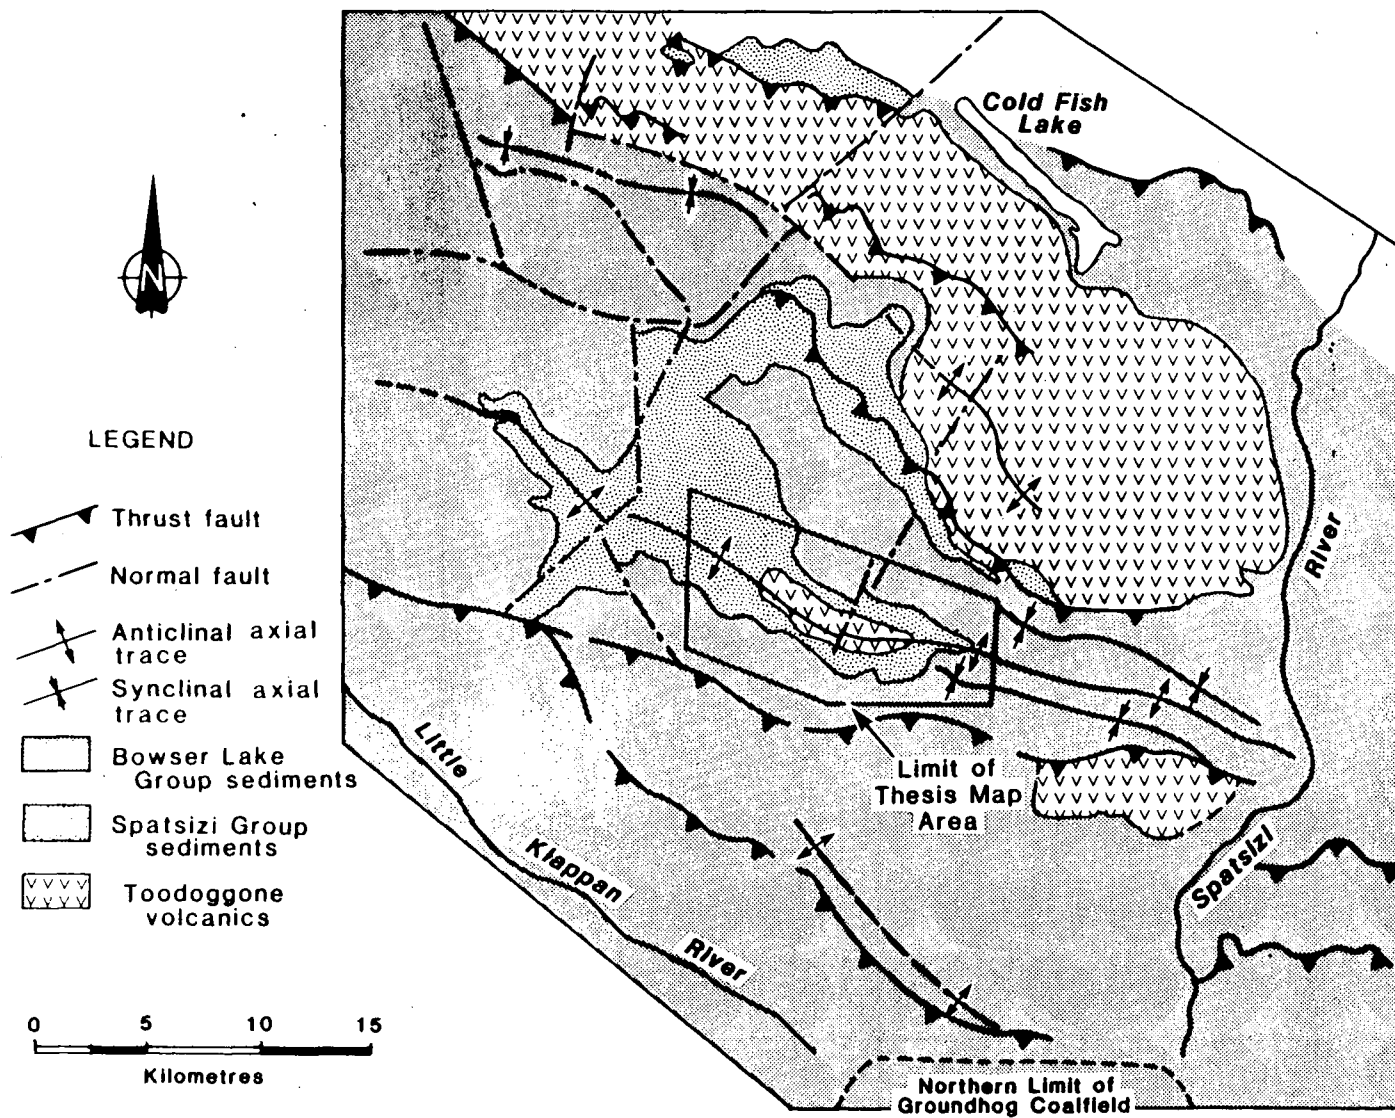 Cold Fish
Lake
N
LEGEND
Thrust fault
Normal fault
Anticlinal axial
trace
Synclinal axial
trace
Bowser Lake
Group sediments
Spatsizi Group
sediments
Toodoggone
volcanics
0 5 10 15
Kilometres
River
Spatsizi
Limit of
Thesis Map
Area
Little
Klappan
River
Northern Limit of
Groundhog Coalfield